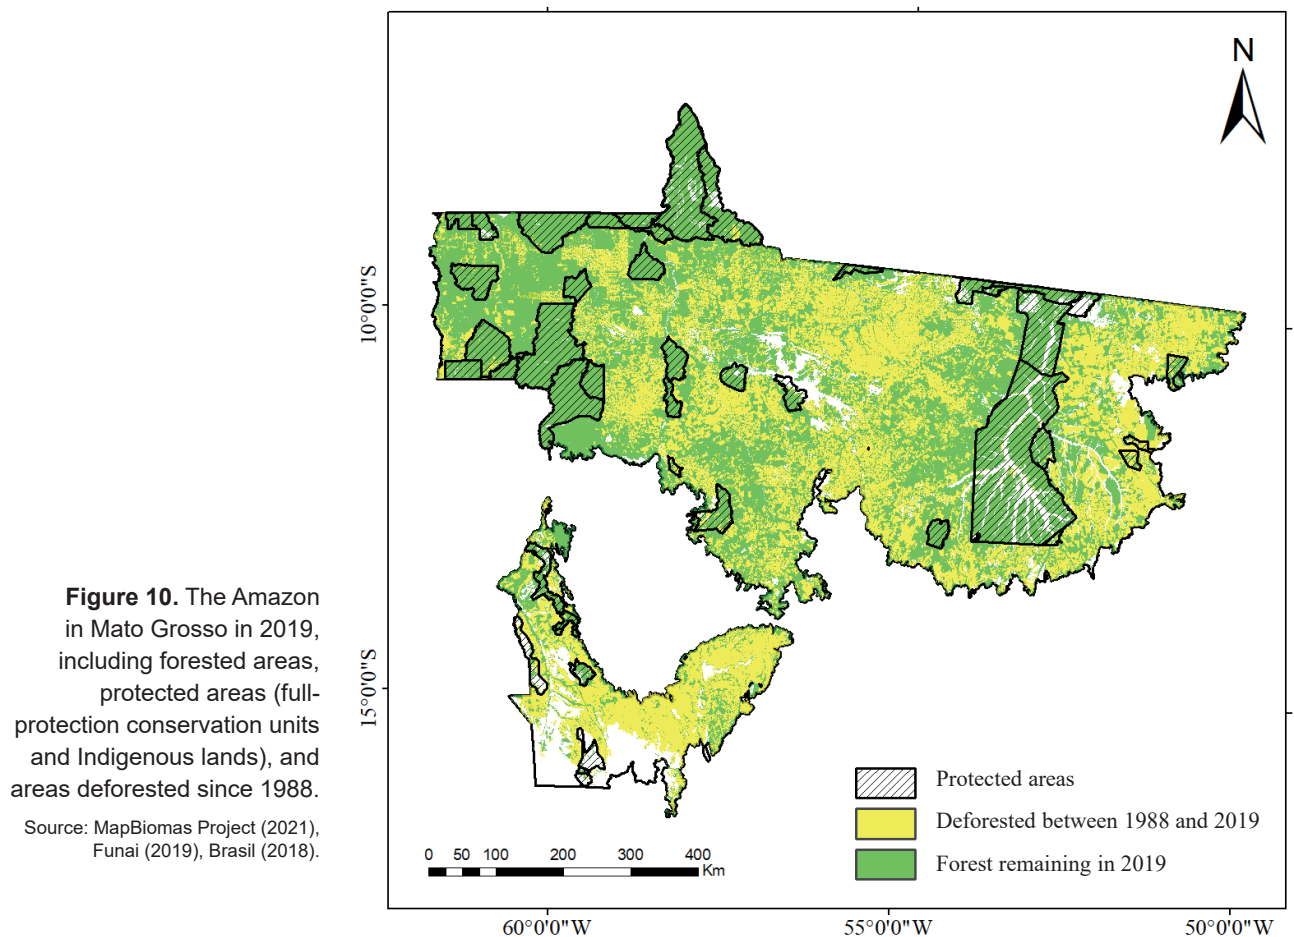 Figure 10. The Amazon
in Mato Grosso in 2019,
including forested areas,
protected areas (full-
protection conservation units
and Indigenous lands), and
areas deforested since 1988.
Source: MapBiomas Project (2021),
Funai (2019), Brasil (2018).
N
10°0'0"S
15°0'0"S
Protected areas
Deforested between 1988 and 2019
Forest remaining in 2019
0 50 100 200 300 400
Km
60°0'0"W 55°0'0"W 50°0'0"W